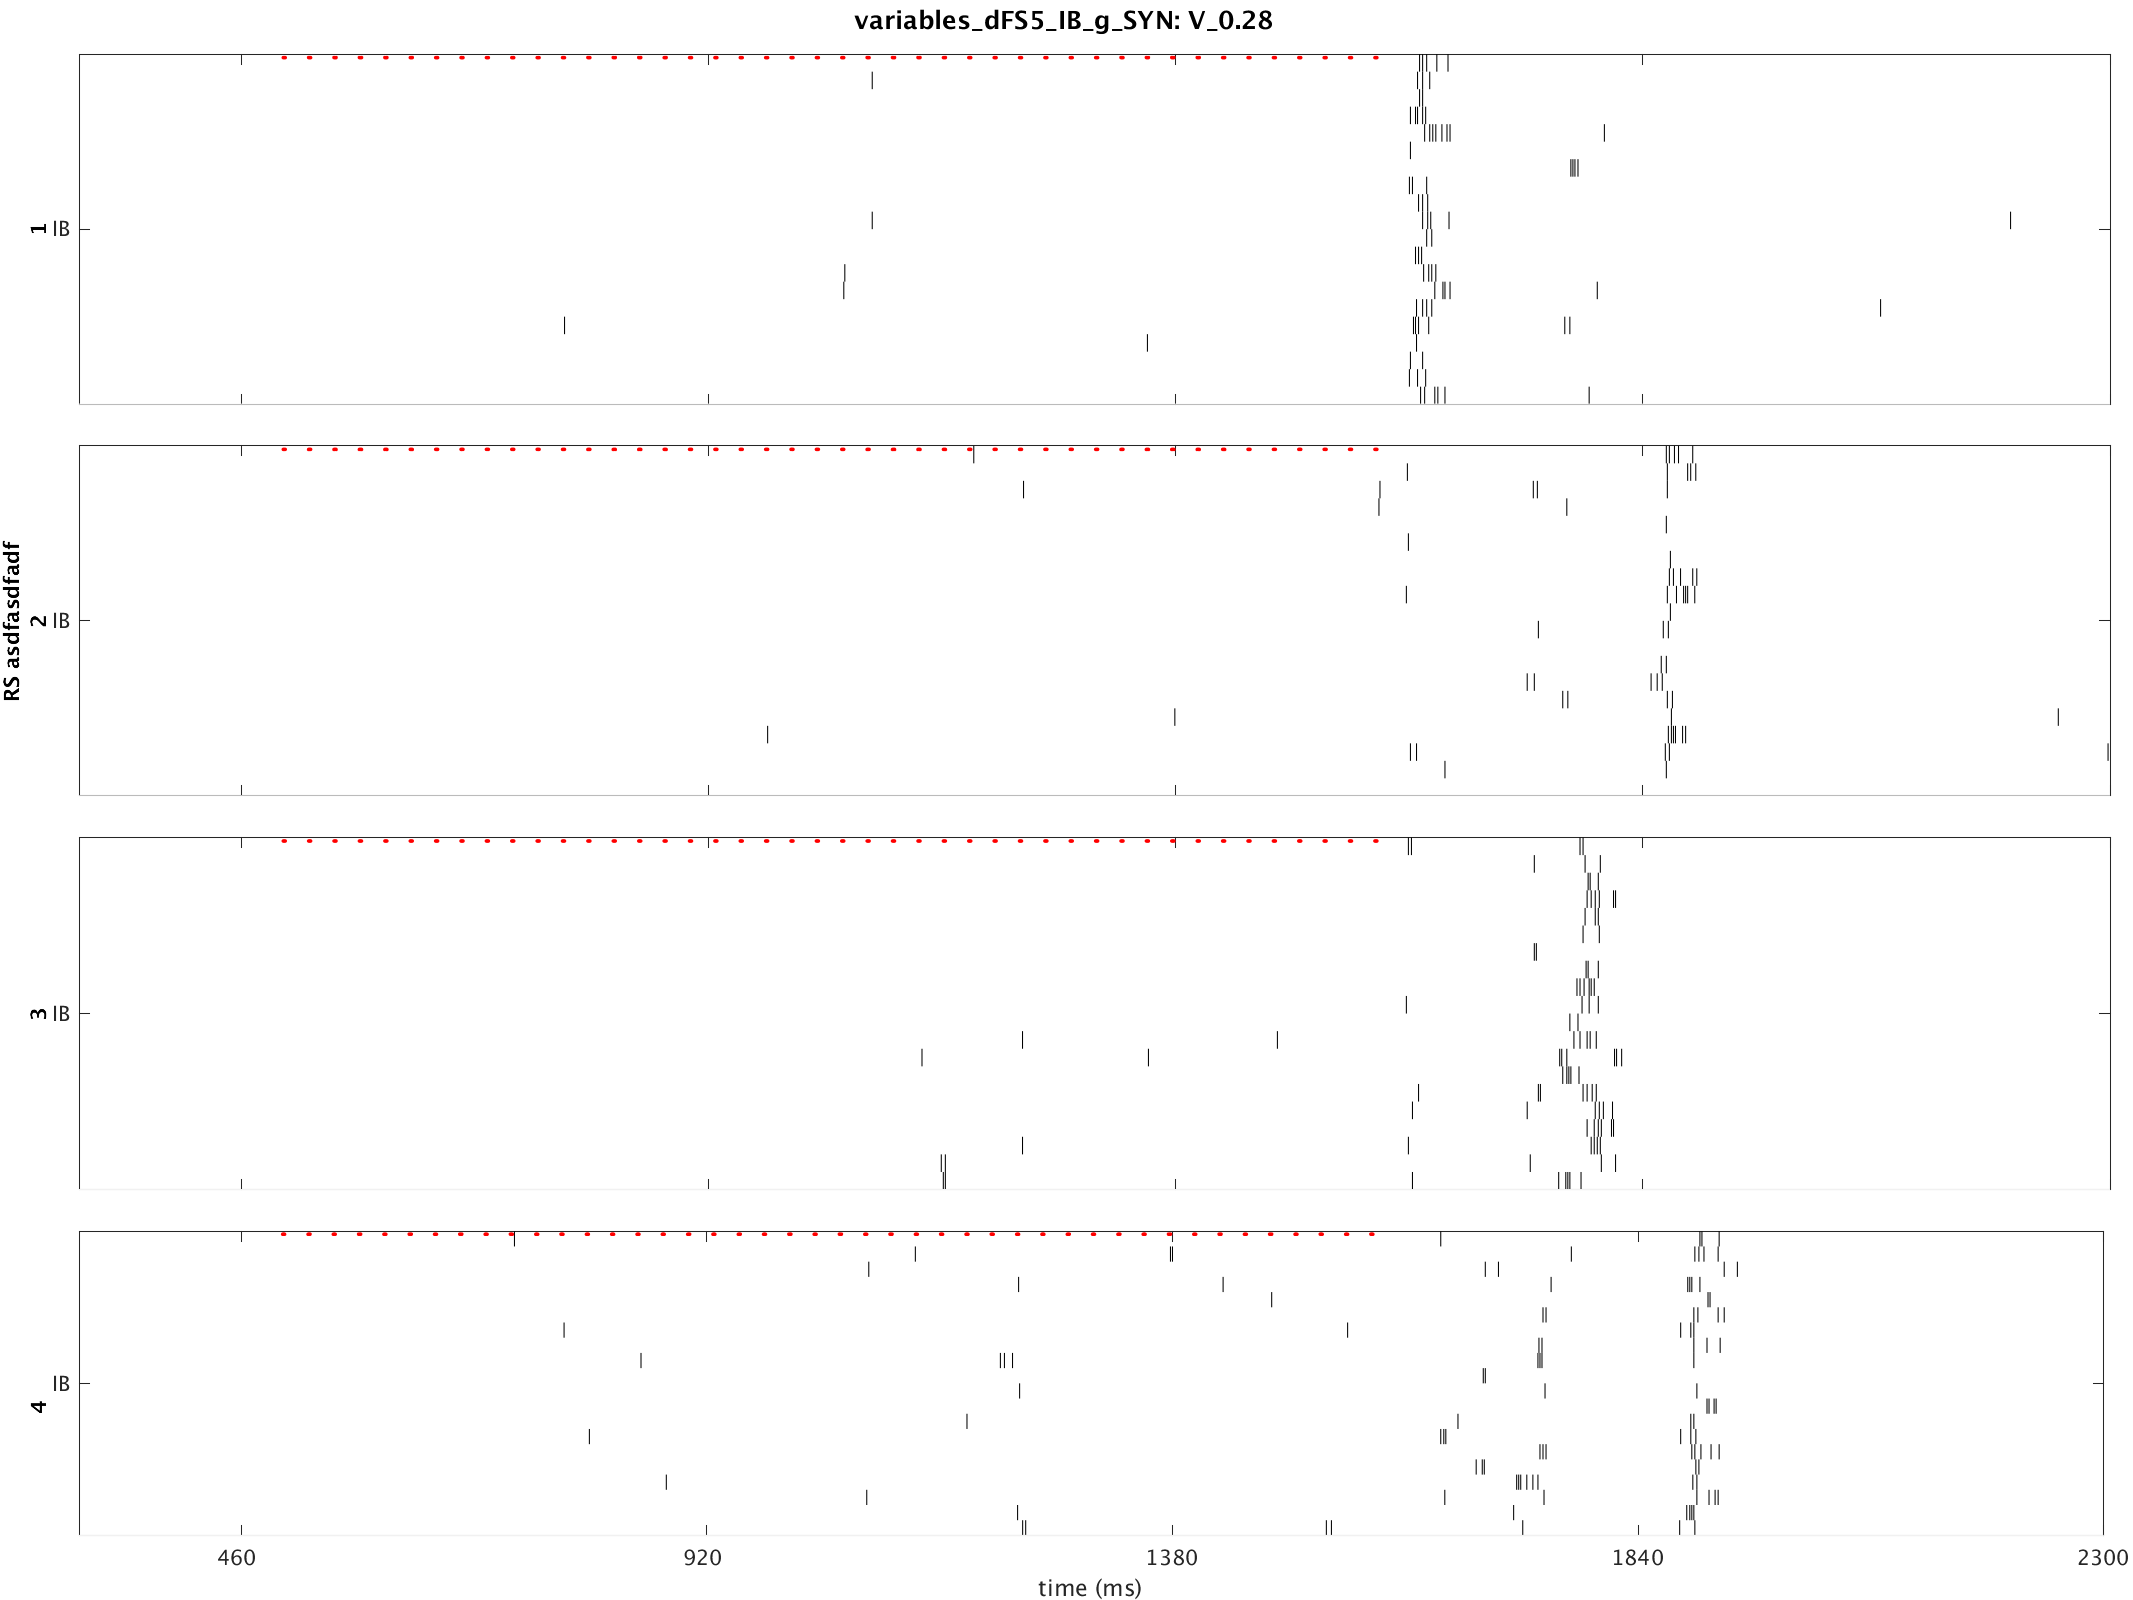 variables_dFS5_IB_g_SYN: V_0.28
RS asdfasdfadf
1 IB
2 IB
3 IB
4 IB
460 920 1380 1840 2300
time (ms)